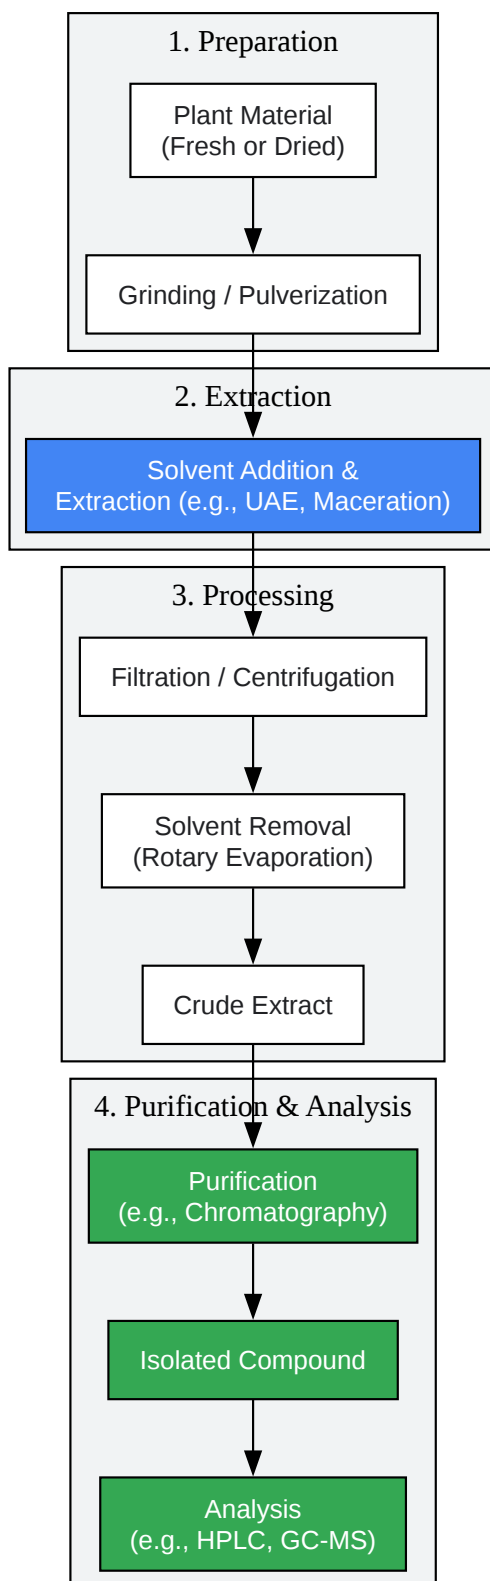 1. Preparation
Plant Material
(Fresh or Dried)
Grinding / Pulverization
2. Extraction
Solvent Addition &
Extraction (e.g., UAE, Maceration)
3. Processing
Filtration / Centrifugation
Solvent Removal
(Rotary Evaporation)
Crude Extract
4. Purification & Analysis
Purification
(e.g., Chromatography)
Isolated Compound
Analysis
(e.g., HPLC, GC-MS)